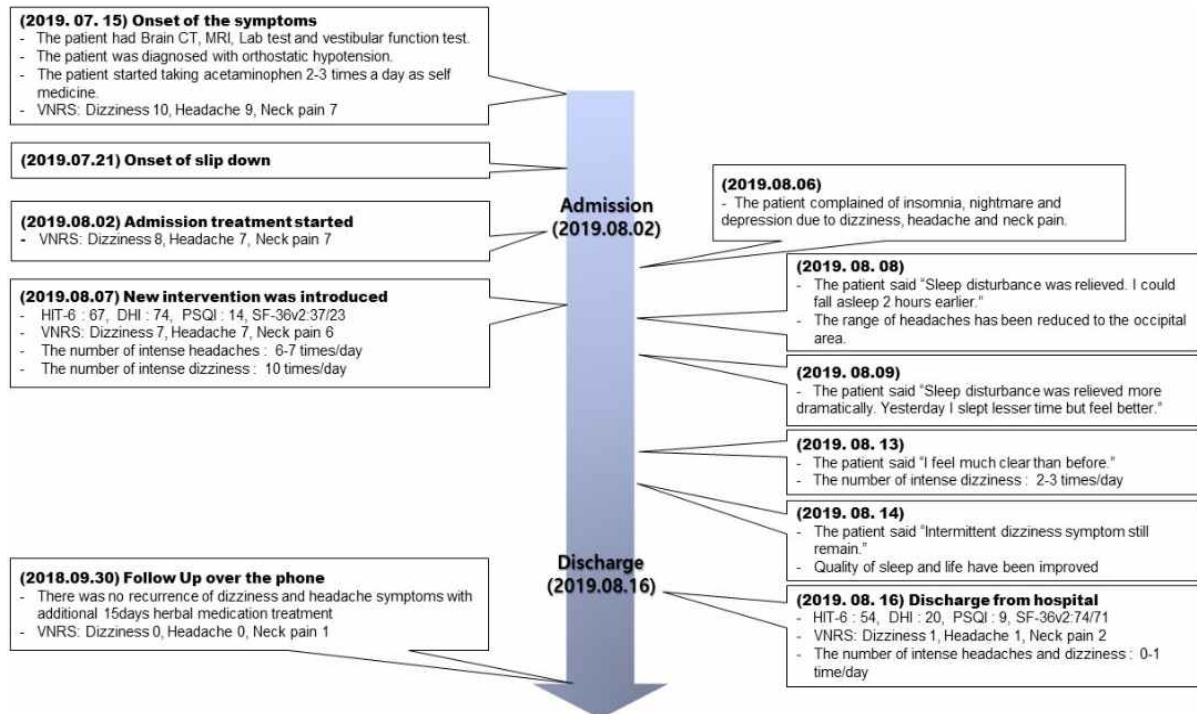 (2019. 07. 15) Onset of the symptoms
- The patient had Brain CT, MRI, Lab test and vestibular function test.
- The patient was diagnosed with orthostatic hypotension.
- The patient started taking acetaminophen 2-3 times a day as self
medicine.
- VNRS: Dizziness 10, Headache 9, Neck pain 7
(2019.07.21) Onset of slip down
(2019.08.02) Admission treatment started
- VNRS: Dizziness 8, Headache 7, Neck pain 7
Admission
(2019.08.02)
(2019.08.06)
- The patient complained of insomnia, nightmare and
depression due to dizziness, headache and neck pain.
(2019.08.07) New intervention was introduced
- HIT-6 : 67, DHI : 74, PSQI : 14, SF-36v2:37/23
- VNRS: Dizziness 7, Headache 7, Neck pain 6
- The number of intense headaches : 6-7 times/day
- The number of intense dizziness : 10 times/day
(2019. 08. 08)
- The patient said “Sleep disturbance was relieved. I could
fall asleep 2 hours earlier.”
- The range of headaches has been reduced to the occipital
area.
(2019. 08.09)
- The patient said “Sleep disturbance was relieved more
dramatically. Yesterday I slept lesser time but feel better.”
(2019. 08. 13)
- The patient said “I feel much clear than before.”
- The number of intense dizziness : 2-3 times/day
(2019. 08. 14)
- The patient said “Intermittent dizziness symptom still
remain.”
- Quality of sleep and life have been improved
Discharge
(2019.08.16)
(2019. 08. 16) Discharge from hospital
- HIT-6 : 54, DHI : 20, PSQI : 9, SF-36v2:74/71
- VNRS: Dizziness 1, Headache 1, Neck pain 2
- The number of intense headaches and dizziness : 0-1
time/day
(2018.09.30) Follow Up over the phone
- There was no recurrence of dizziness and headache symptoms with
additional 15days herbal medication treatment
- VNRS: Dizziness 0, Headache 0, Neck pain 1